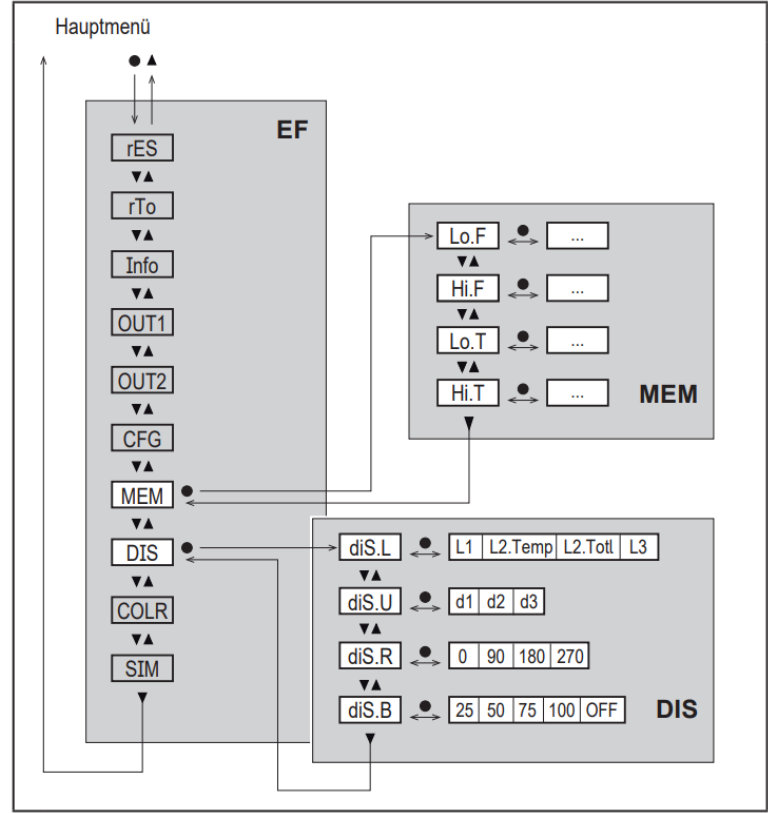 Hauptmenü
EF
rES
rTo
Info
OUT1
OUT2
CFG
MEM
DIS
COLR
SIM
Lo.F ...
Hi.F ...
Lo.T ...
Hi.T ...
MEM
diS.L L1 L2.Temp L2.Totl L3
diS.U d1 d2 d3
diS.R 0 90 180 270
diS.B 25 50 75 100 OFF
DIS